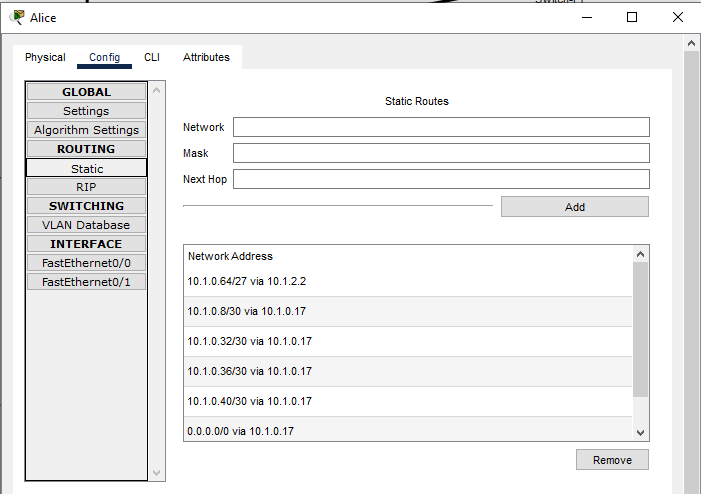 Alice
Physical Config CLI Attributes
GLOBAL
Settings
Algorithm Settings
ROUTING
Static
RIP
SWITCHING
VLAN Database
INTERFACE
FastEthernet0/0
FastEthernet0/1
Static Routes
Network
Mask
Next Hop
Add
Network Address
10.1.0.64/27 via 10.1.2.2
10.1.0.8/30 via 10.1.0.17
10.1.0.32/30 via 10.1.0.17
10.1.0.36/30 via 10.1.0.17
10.1.0.40/30 via 10.1.0.17
0.0.0.0/0 via 10.1.0.17
Remove